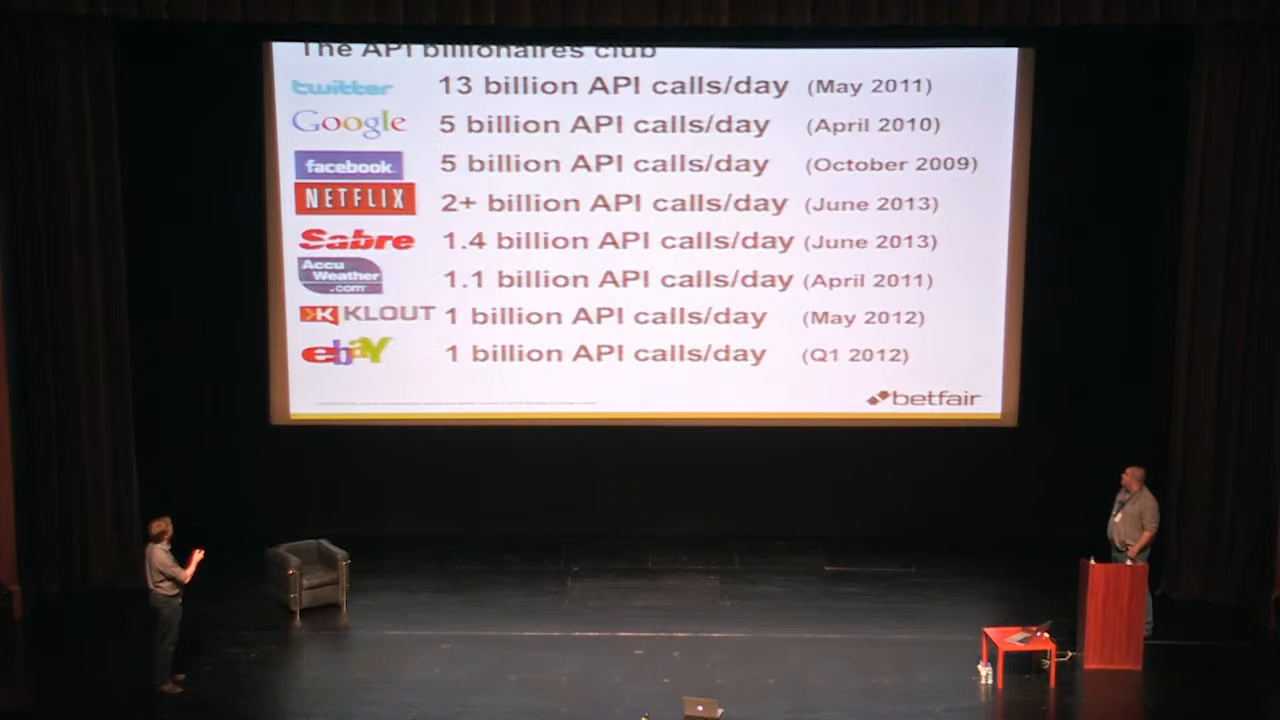 The API billionaires club
twitter 13 billion API calls/day (May 2011)
Google 5 billion API calls/day (April 2010)
facebook 5 billion API calls/day (October 2009)
NETFLIX 2+ billion API calls/day (June 2013)
Sabre 1.4 billion API calls/day (June 2013)
Accu
Weather
.com 1.1 billion API calls/day (April 2011)
K KLOUT 1 billion API calls/day (May 2012)
ebay 1 billion API calls/day (Q1 2012)
betfair